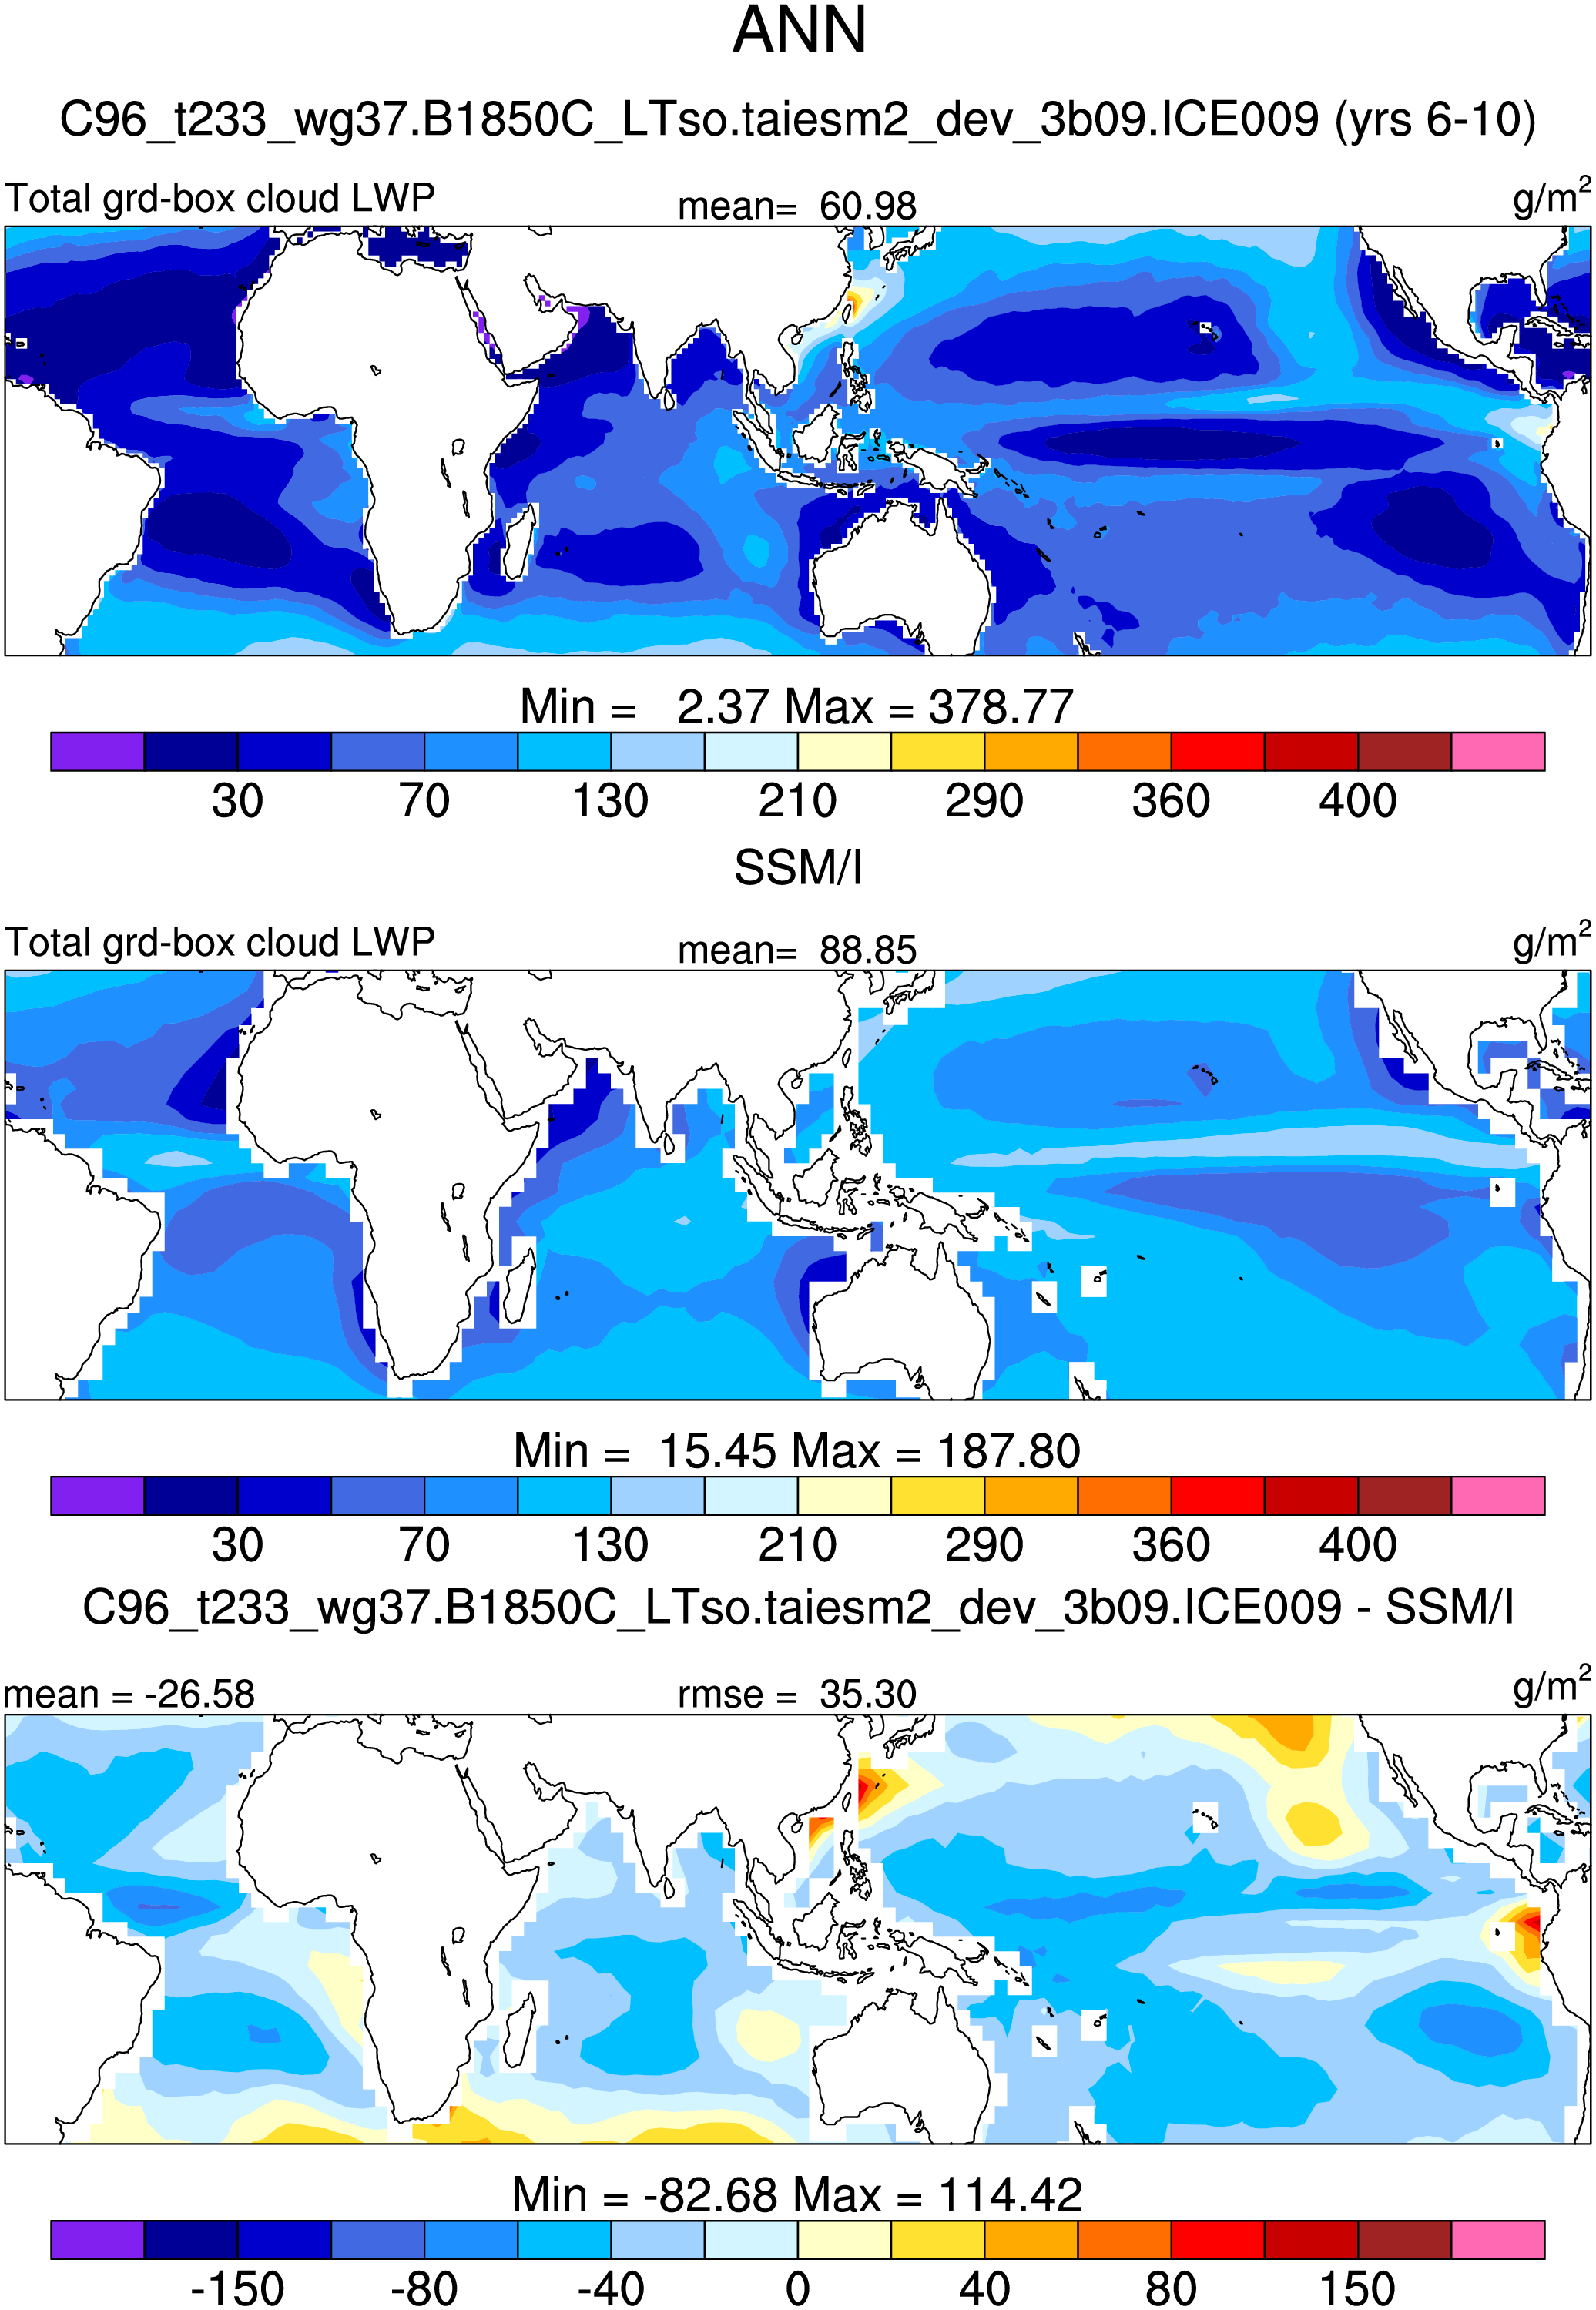 ANN
C96_t233_wg37.B1850C_LTso.taiesm2_dev_3b09.ICE009 (yrs 6-10)
Total grd-box cloud LWP mean= 60.98 g/m²
Min = 2.37 Max = 378.77
30 70 130 210 290 360 400
SSM/I
Total grd-box cloud LWP mean= 88.85 g/m²
Min = 15.45 Max = 187.80
30 70 130 210 290 360 400
C96_t233_wg37.B1850C_LTso.taiesm2_dev_3b09.ICE009 - SSM/I
mean = -26.58 rmse = 35.30 g/m²
Min = -82.68 Max = 114.42
-150 -80 -40 0 40 80 150